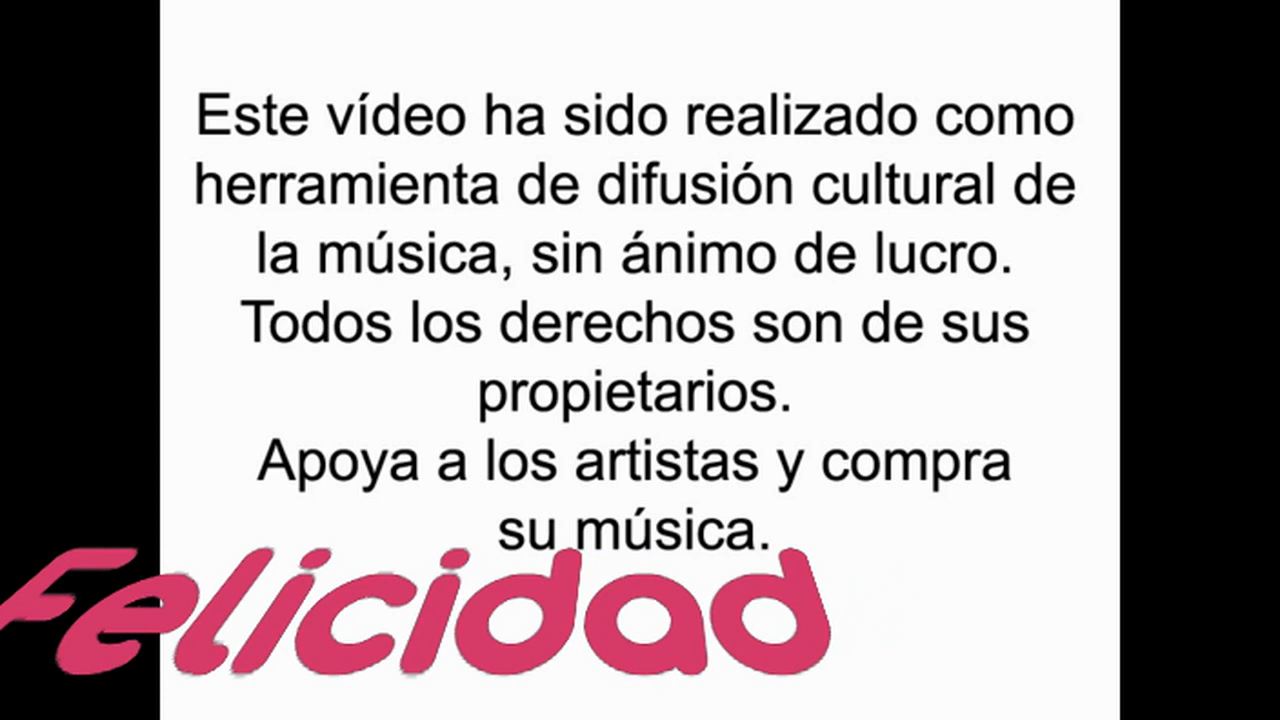 Este vídeo ha sido realizado como
herramienta de difusión cultural de
la música, sin ánimo de lucro.
Todos los derechos son de sus
propietarios.
Apoya a los artistas y compra
su música.
Felicidad